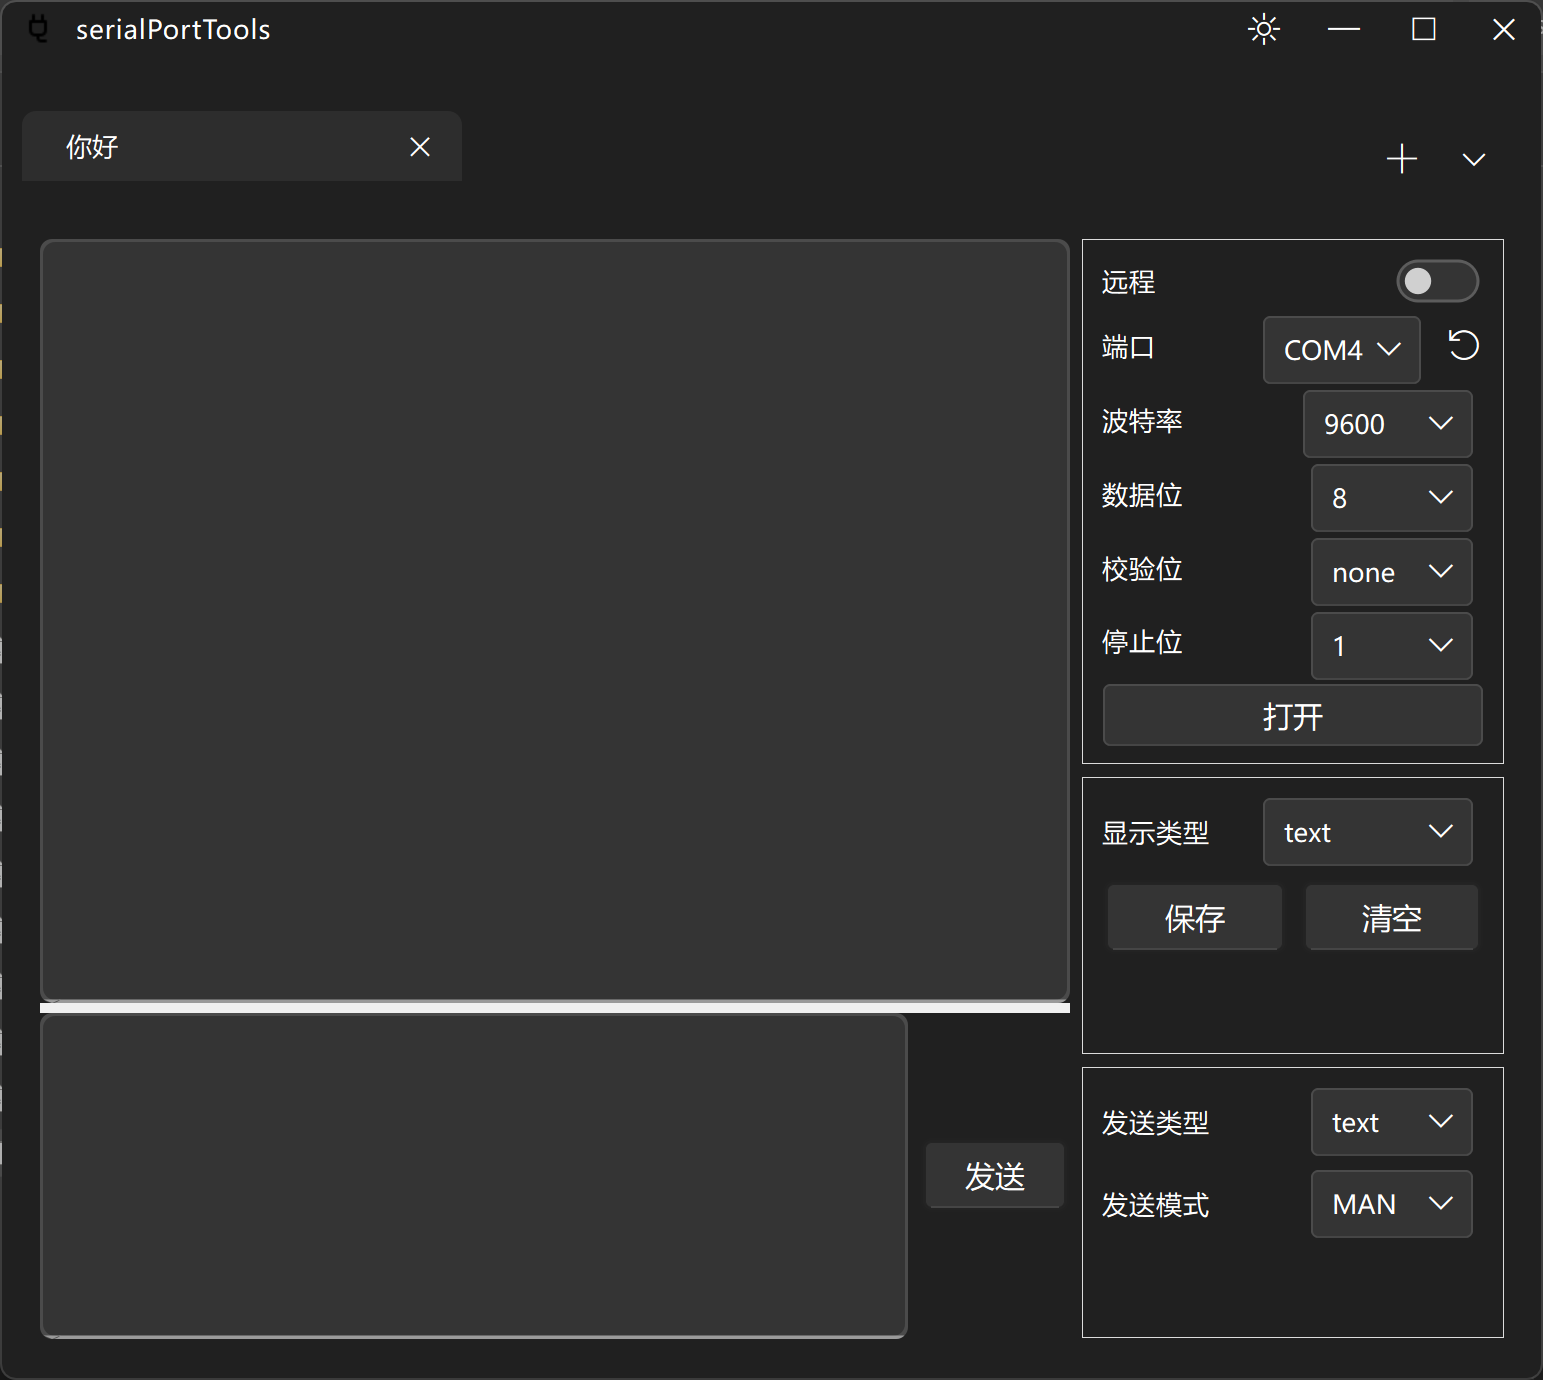 serialPortTools
你好
远程
端口 COM4
波特率 9600
数据位 8
校验位 none
停止位 1
打开
显示类型 text
保存 清空
发送
发送类型 text
发送模式 MAN